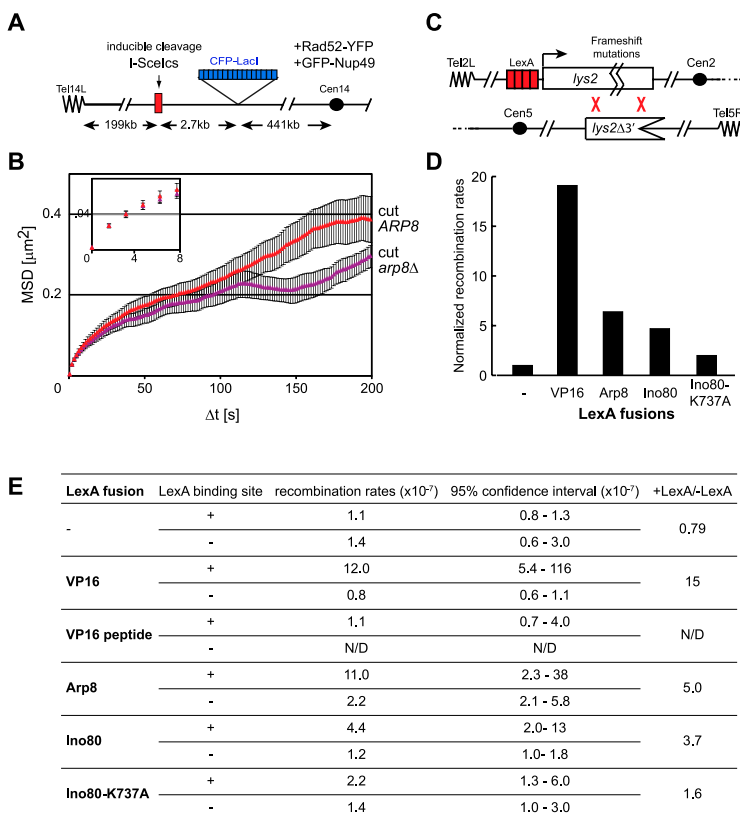 A
inducible cleavage
I-SceIcs
CFP-LacI
+Rad52-YFP
+GFP-Nup49
Tel14L
Cen14
199kb
2.7kb
441kb
B
MSD [μm2]
0.4
0.2
.04
0 4 8
cut
ARP8
cut
arp8Δ
0 50 100 150 200
Δt [s]
C
Frameshift
mutations
Tel2L
LexA
lys2
Cen2
X X
Cen5
lys2Δ3'
Tel5R
D
Normalized recombination rates
20
15
10
5
0
- VP16 Arp8 Ino80 Ino80-
K737A
LexA fusions
E
LexA fusion LexA binding site recombination rates (x10-7) 95% confidence interval (x10-7) +LexA/-LexA
- + 1.1 0.8 - 1.3 0.79
- 1.4 0.6 - 3.0
VP16 + 12.0 5.4 - 116 15
- 0.8 0.6 - 1.1
VP16 peptide + 1.1 0.7 - 4.0 N/D
- N/D N/D
Arp8 + 11.0 2.3 - 38 5.0
- 2.2 2.1 - 5.8
Ino80 + 4.4 2.0- 13 3.7
- 1.2 1.0- 1.8
Ino80-K737A + 2.2 1.3 - 6.0 1.6
- 1.4 1.0 - 3.0